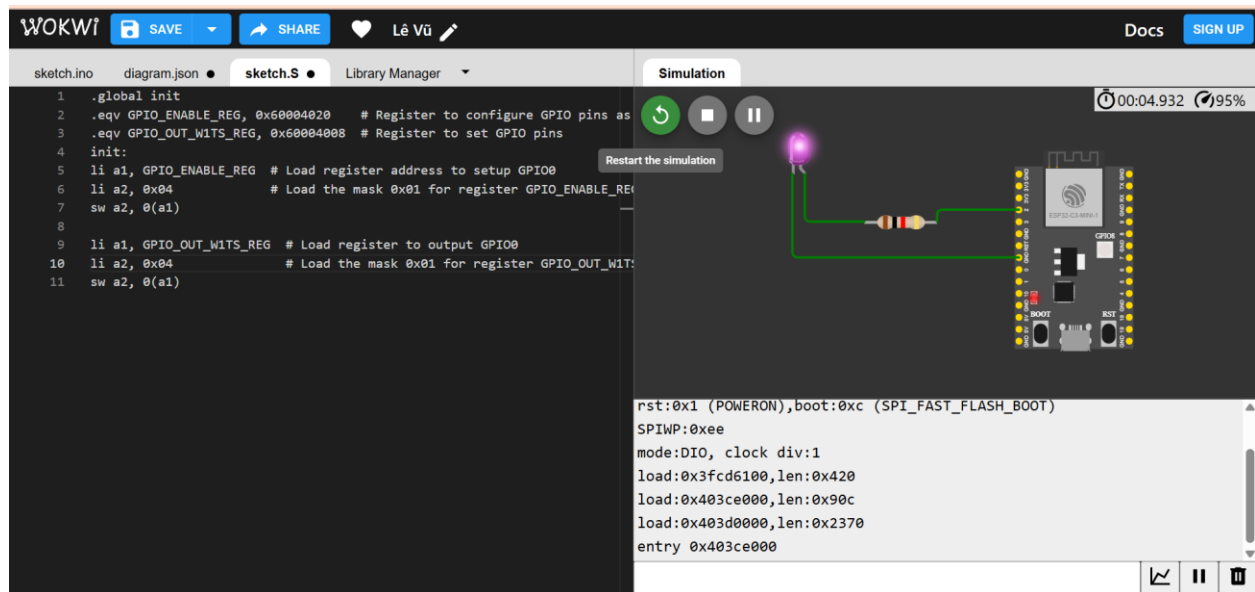 WOKWi SAVE SHARE Lê Vũ Docs SIGN UP
sketch.ino diagram.json ● sketch.S ● Library Manager Simulation
1 .global init
2 .eqv GPIO_ENABLE_REG, 0x60004020 # Register to configure GPIO pins as
3 .eqv GPIO_OUT_W1TS_REG, 0x60004008 # Register to set GPIO pins
4 init:
5 li a1, GPIO_ENABLE_REG # Load register address to setup GPIO0
6 li a2, 0x04 # Load the mask 0x01 for register GPIO_ENABLE_REG
7 sw a2, 0(a1)
8
9 li a1, GPIO_OUT_W1TS_REG # Load register to output GPIO0
10 li a2, 0x04 # Load the mask 0x01 for register GPIO_OUT_W1TS
11 sw a2, 0(a1)
00:04.932 95%
Restart the simulation
ESP32-C3-MINI-1
GPIO8
BOOT RST
rst:0x1 (POWERON),boot:0xc (SPI_FAST_FLASH_BOOT)
SPIWP:0xee
mode:DIO, clock div:1
load:0x3fcd6100,len:0x420
load:0x403ce000,len:0x90c
load:0x403d0000,len:0x2370
entry 0x403ce000